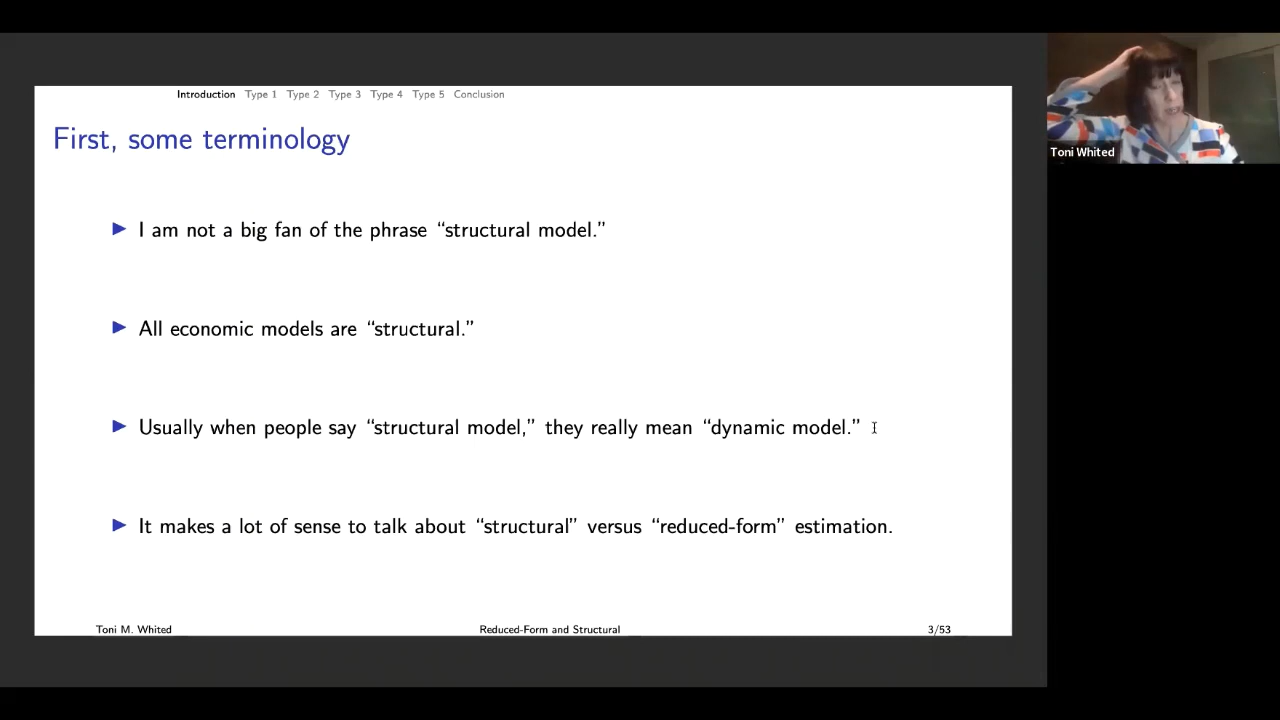 Introduction Type 1 Type 2 Type 3 Type 4 Type 5 Conclusion
First, some terminology
I am not a big fan of the phrase “structural model.”
All economic models are “structural.”
Usually when people say “structural model,” they really mean “dynamic model.”
It makes a lot of sense to talk about “structural” versus “reduced-form” estimation.
Toni M. Whited Reduced-Form and Structural 3/53
Toni Whited